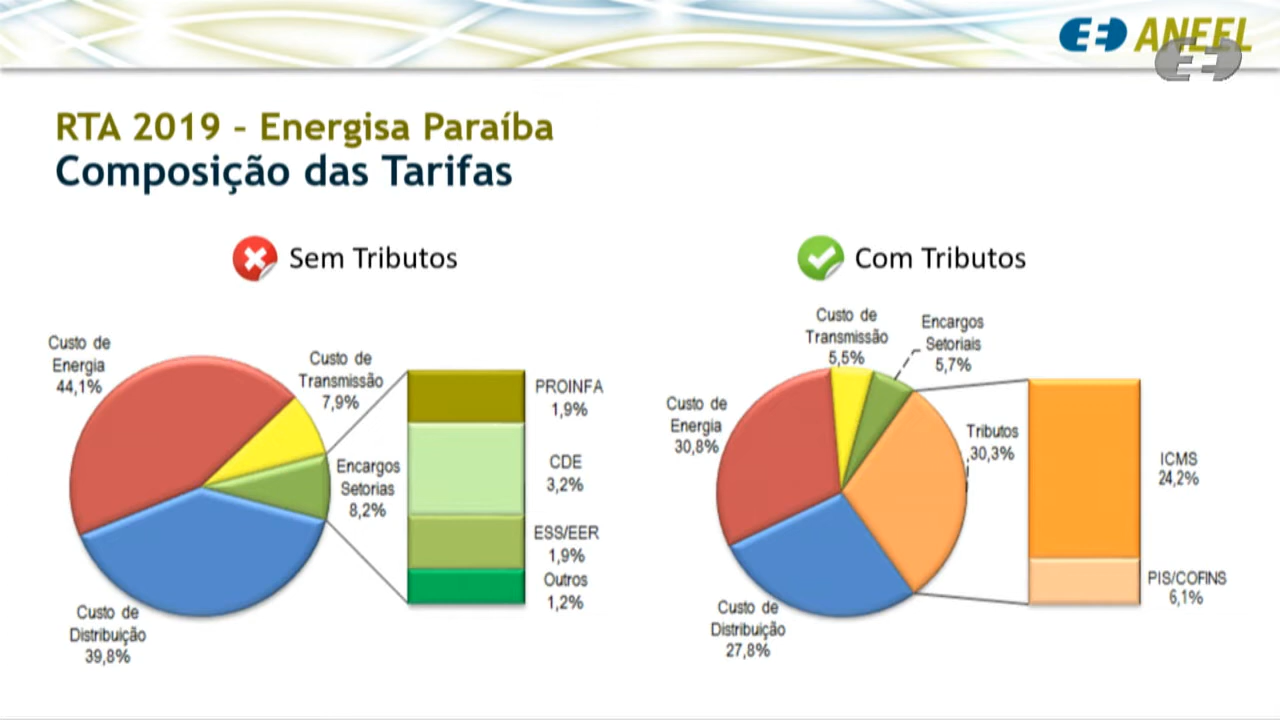 ANEEL
RTA 2019 – Energisa Paraíba
Composição das Tarifas
Sem Tributos
Custo de
Energia
44,1%
Custo de
Transmissão
7,9%
Encargos
Setorias
8,2%
Custo de
Distribuição
39,8%
PROINFA
1,9%
CDE
3,2%
ESS/EER
1,9%
Outros
1,2%
Com Tributos
Custo de
Transmissão
5,5%
Encargos
Setoriais
5,7%
Custo de
Energia
30,8%
Tributos
30,3%
Custo de
Distribuição
27,8%
ICMS
24,2%
PIS/COFINS
6,1%